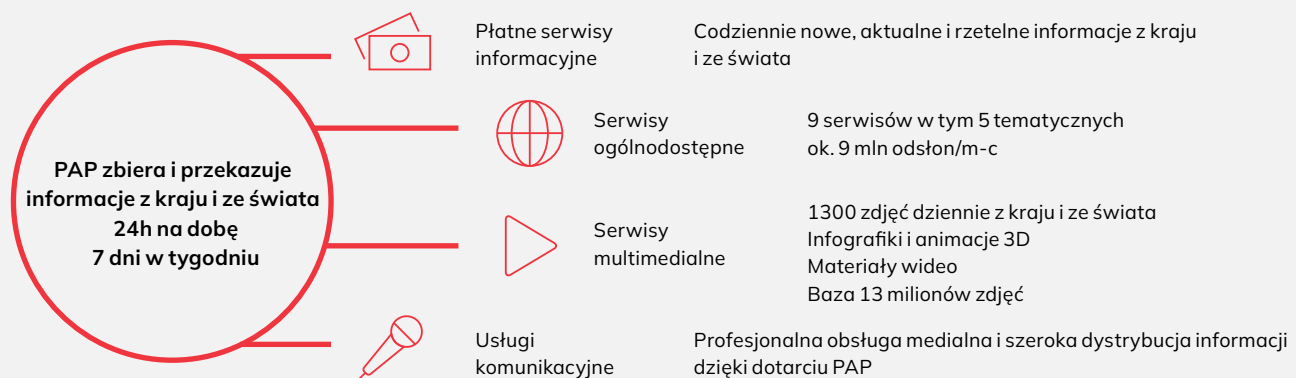 PAP zbiera i przekazuje
informacje z kraju i ze świata
24h na dobę
7 dni w tygodniu
Płatne serwisy
informacyjne
Codziennie nowe, aktualne i rzetelne informacje z kraju
i ze świata
Serwisy
ogólnodostępne
9 serwisów w tym 5 tematycznych
ok. 9 mln odsłon/m-c
Serwisy
multimedialne
1300 zdjęć dziennie z kraju i ze świata
Infografiki i animacje 3D
Materiały wideo
Baza 13 milionów zdjęć
Usługi
komunikacyjne
Profesjonalna obsługa medialna i szeroka dystrybucja informacji
dzięki dotarciu PAP